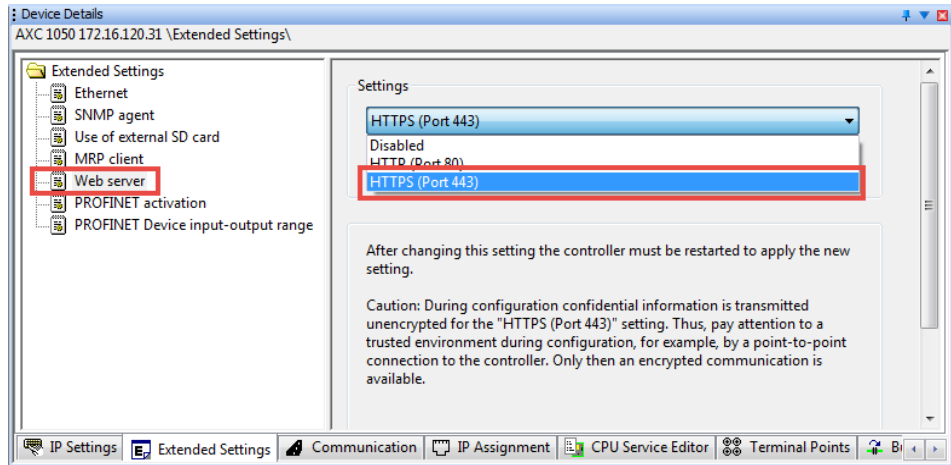 Device Details
AXC 1050 172.16.120.31 \Extended Settings\
Extended Settings
Ethernet
SNMP agent
Use of external SD card
MRP client
Web server
PROFINET activation
PROFINET Device input-output range
Settings
HTTPS (Port 443)
Disabled
HTTP (Port 80)
HTTPS (Port 443)
After changing this setting the controller must be restarted to apply the new
setting.
Caution: During configuration confidential information is transmitted
unencrypted for the "HTTPS (Port 443)" setting. Thus, pay attention to a
trusted environment during configuration, for example, by a point-to-point
connection to the controller. Only then an encrypted communication is
available.
IP Settings Extended Settings Communication IP Assignment CPU Service Editor Terminal Points